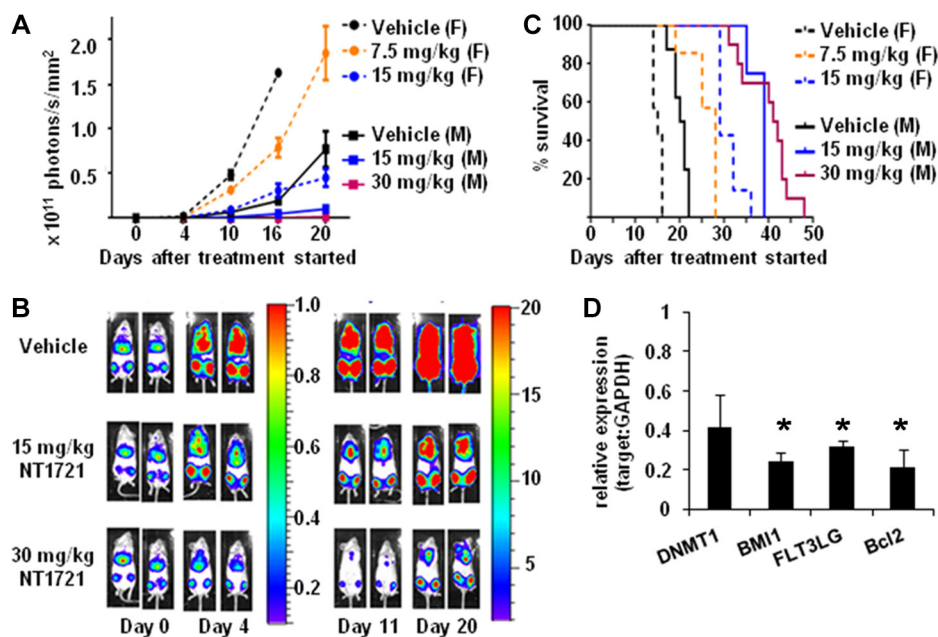 A
x 10¹¹ photons/s/mm²
2.0
1.5
1.0
0.5
0 4 10 16 20
Days after treatment started
Vehicle (F)
7.5 mg/kg (F)
15 mg/kg (F)
Vehicle (M)
15 mg/kg (M)
30 mg/kg (M)
C
% survival
100
80
60
40
20
0 10 20 30 40 50
Days after treatment started
Vehicle (F)
7.5 mg/kg (F)
15 mg/kg (F)
Vehicle (M)
15 mg/kg (M)
30 mg/kg (M)
B
Vehicle
15 mg/kg
NT1721
30 mg/kg
NT1721
Day 0 Day 4
1.0
0.8
0.6
0.4
0.2
Day 11 Day 20
20
15
10
5
D
relative expression
(target:GAPDH)
1
0.8
0.6
0.4
0.2
0
* * *
DNMT1 BMI1 FLT3LG Bcl2